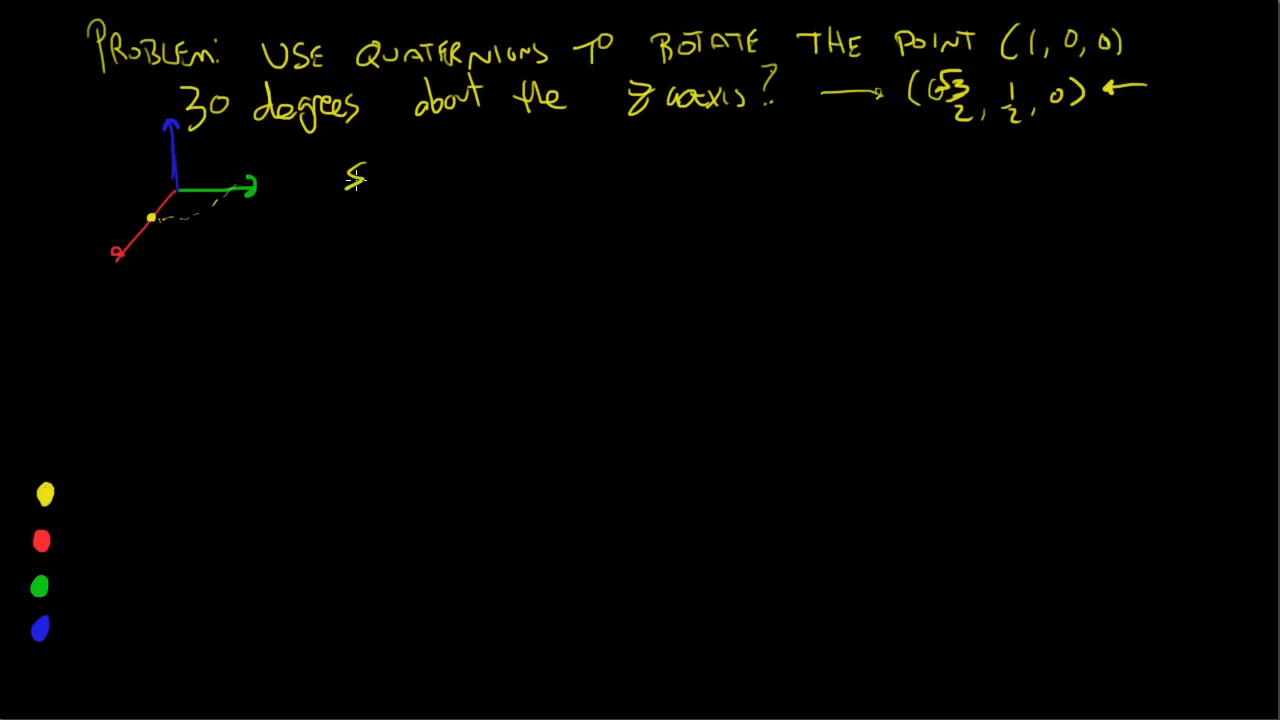 PROBLEM: USE QUATERNIONS TO ROTATE THE POINT (1, 0, 0)
30 degrees about the z axis? → (√3/2, 1/2, 0) ←